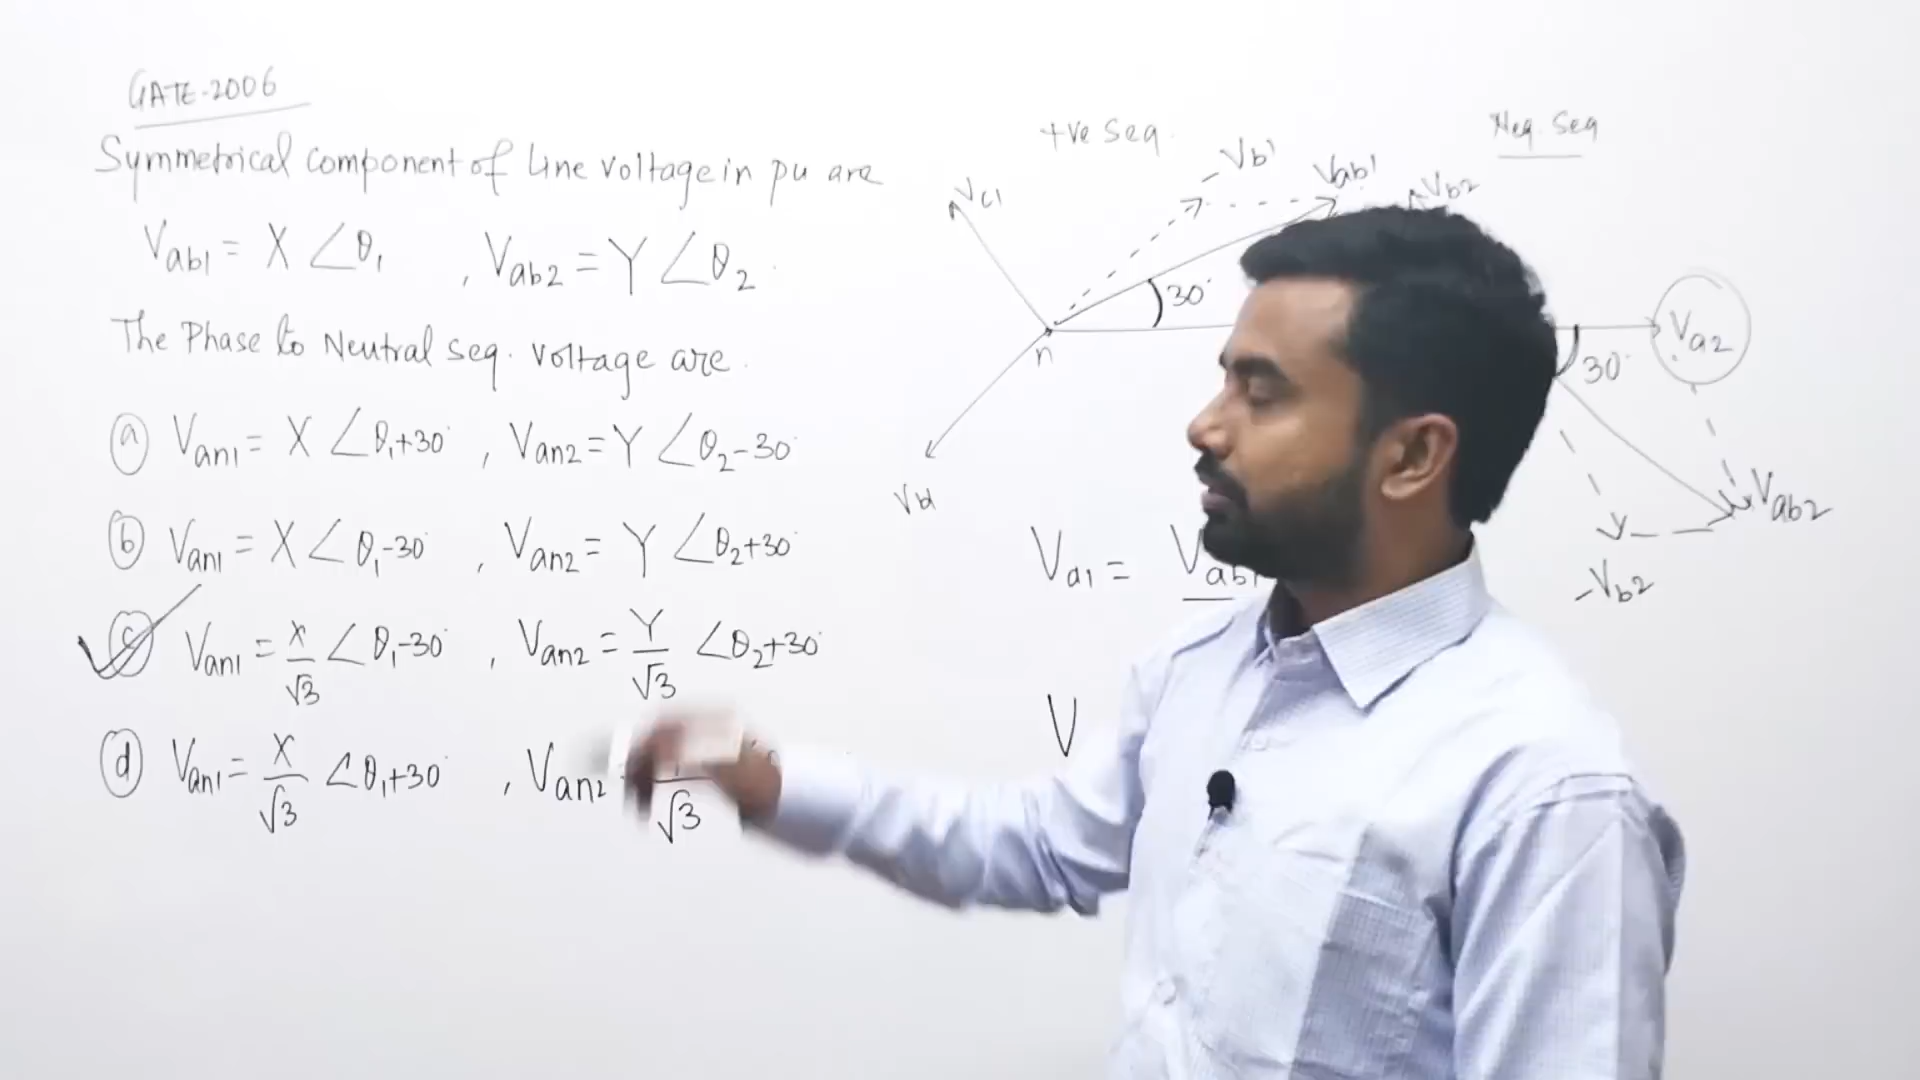 GATE-2006
Symmetrical component of Line voltage in pu are
Vab1 = X ∠θ1 , Vab2 = Y ∠θ2
The Phase to Neutral seq. voltage are.
(a) Van1 = X ∠θ1+30° , Van2 = Y ∠θ2-30°
(b) Van1 = X ∠θ1-30° , Van2 = Y ∠θ2+30°
(c) Van1 = X/√3 ∠θ1-30° , Van2 = Y/√3 ∠θ2+30°
(d) Van1 = X/√3 ∠θ1+30° , Van2 √3
+ve seq.
-Vb1
Vab1
Vc1
30°
n
Vb1
Va1 = Vab1
V
Neg. Seq
Vb2
Va2
30°
Vab2
-Vb2